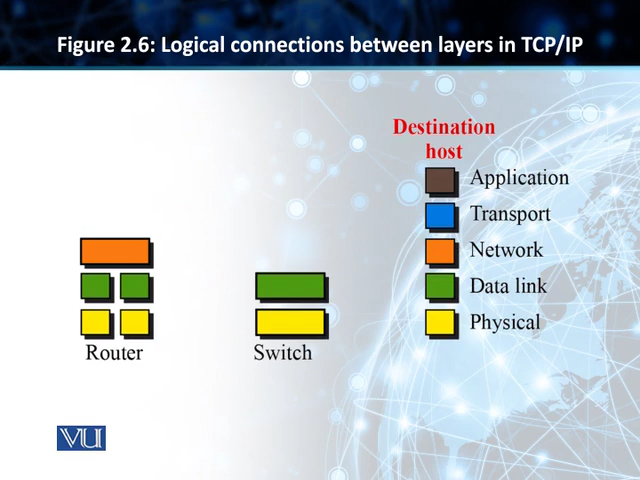 Figure 2.6: Logical connections between layers in TCP/IP
Destination
host
Application
Transport
Network
Data link
Physical
Router
Switch
VU